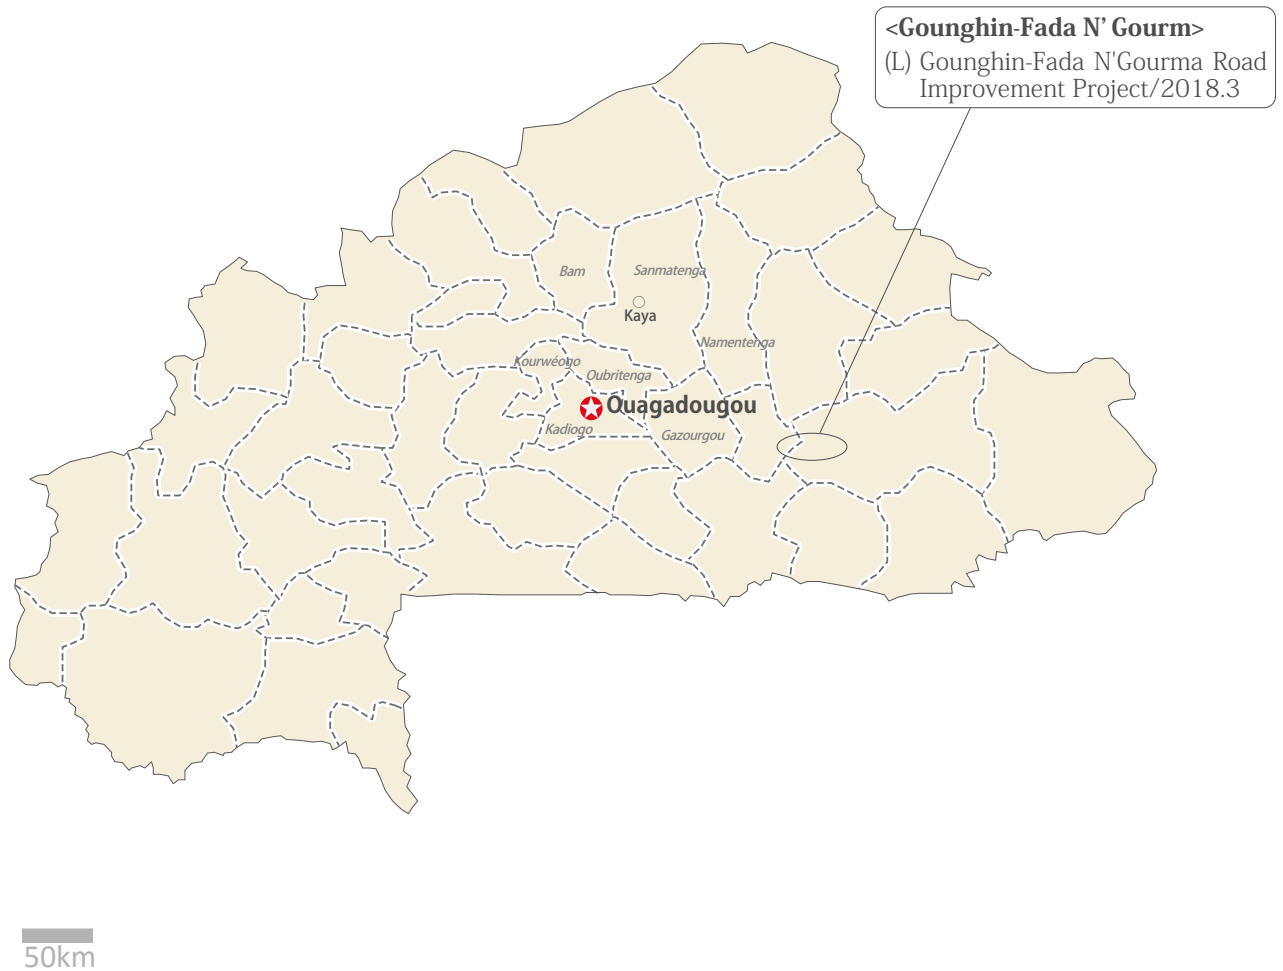 <Gounghin-Fada N' Gourm>
(L) Gounghin-Fada N'Gourma Road
Improvement Project/2018.3
Bam
Sanmatenga
Kaya
Namentenga
Kourwéogo
Oubritenga
Ouagadougou
Kadiogo
Gazourgou
50km